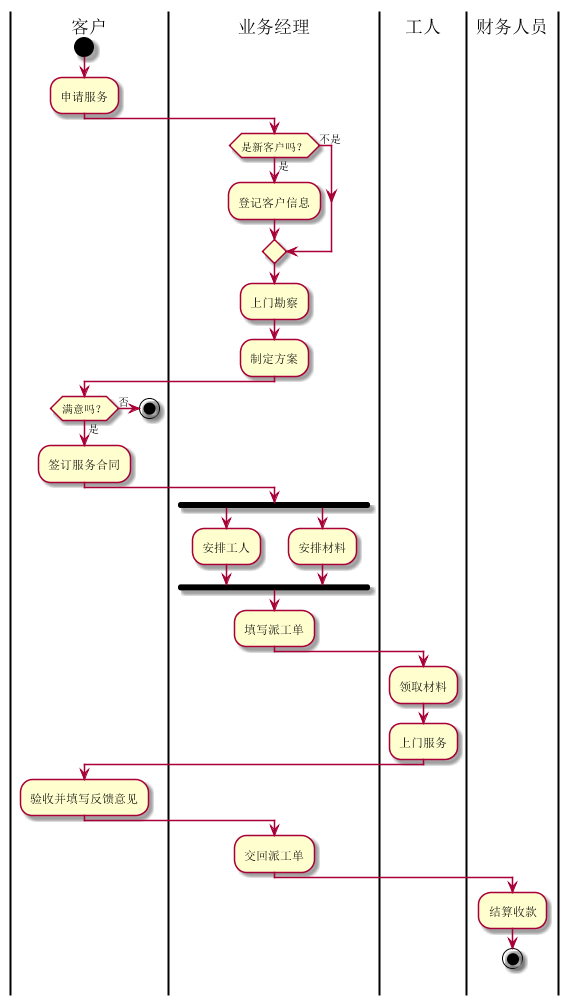 客户
业务经理
工人
财务人员
申请服务
是新客户吗？
不是
是
登记客户信息
上门勘察
制定方案
满意吗？
否
是
签订服务合同
安排工人
安排材料
填写派工单
领取材料
上门服务
验收并填写反馈意见
交回派工单
结算收款